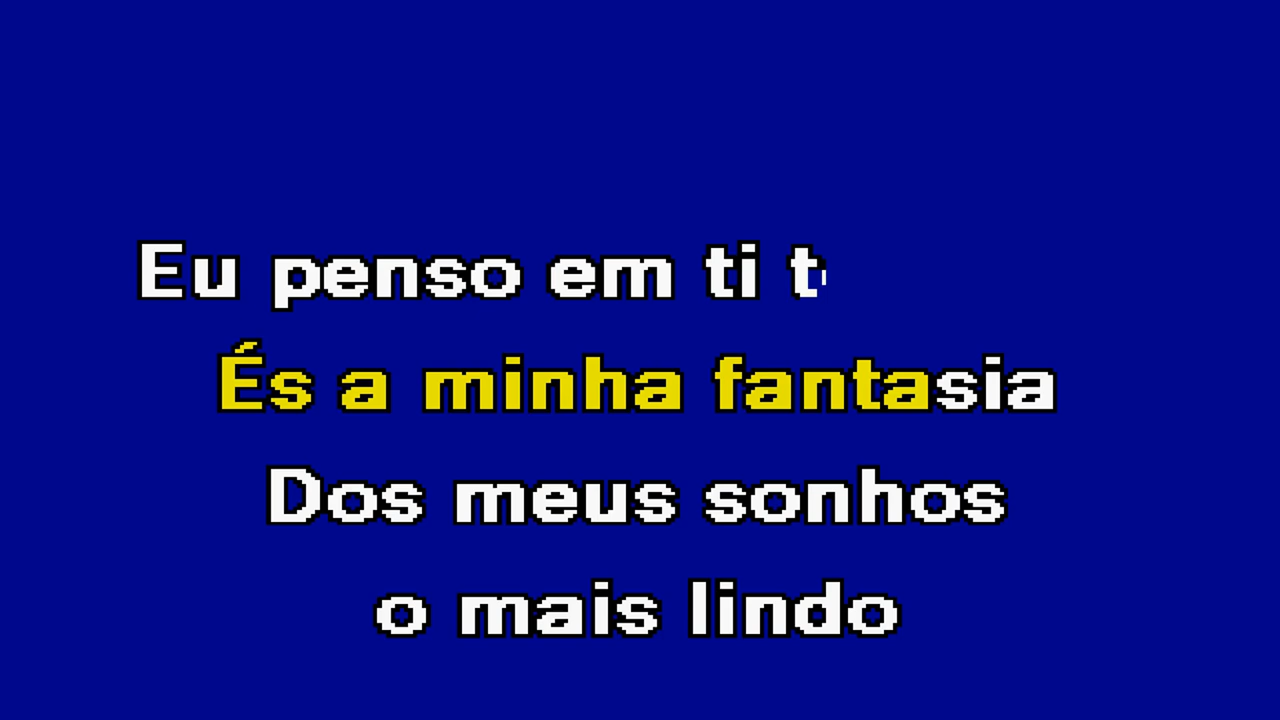 Eu penso em ti t
És a minha fantasia
Dos meus sonhos
o mais lindo